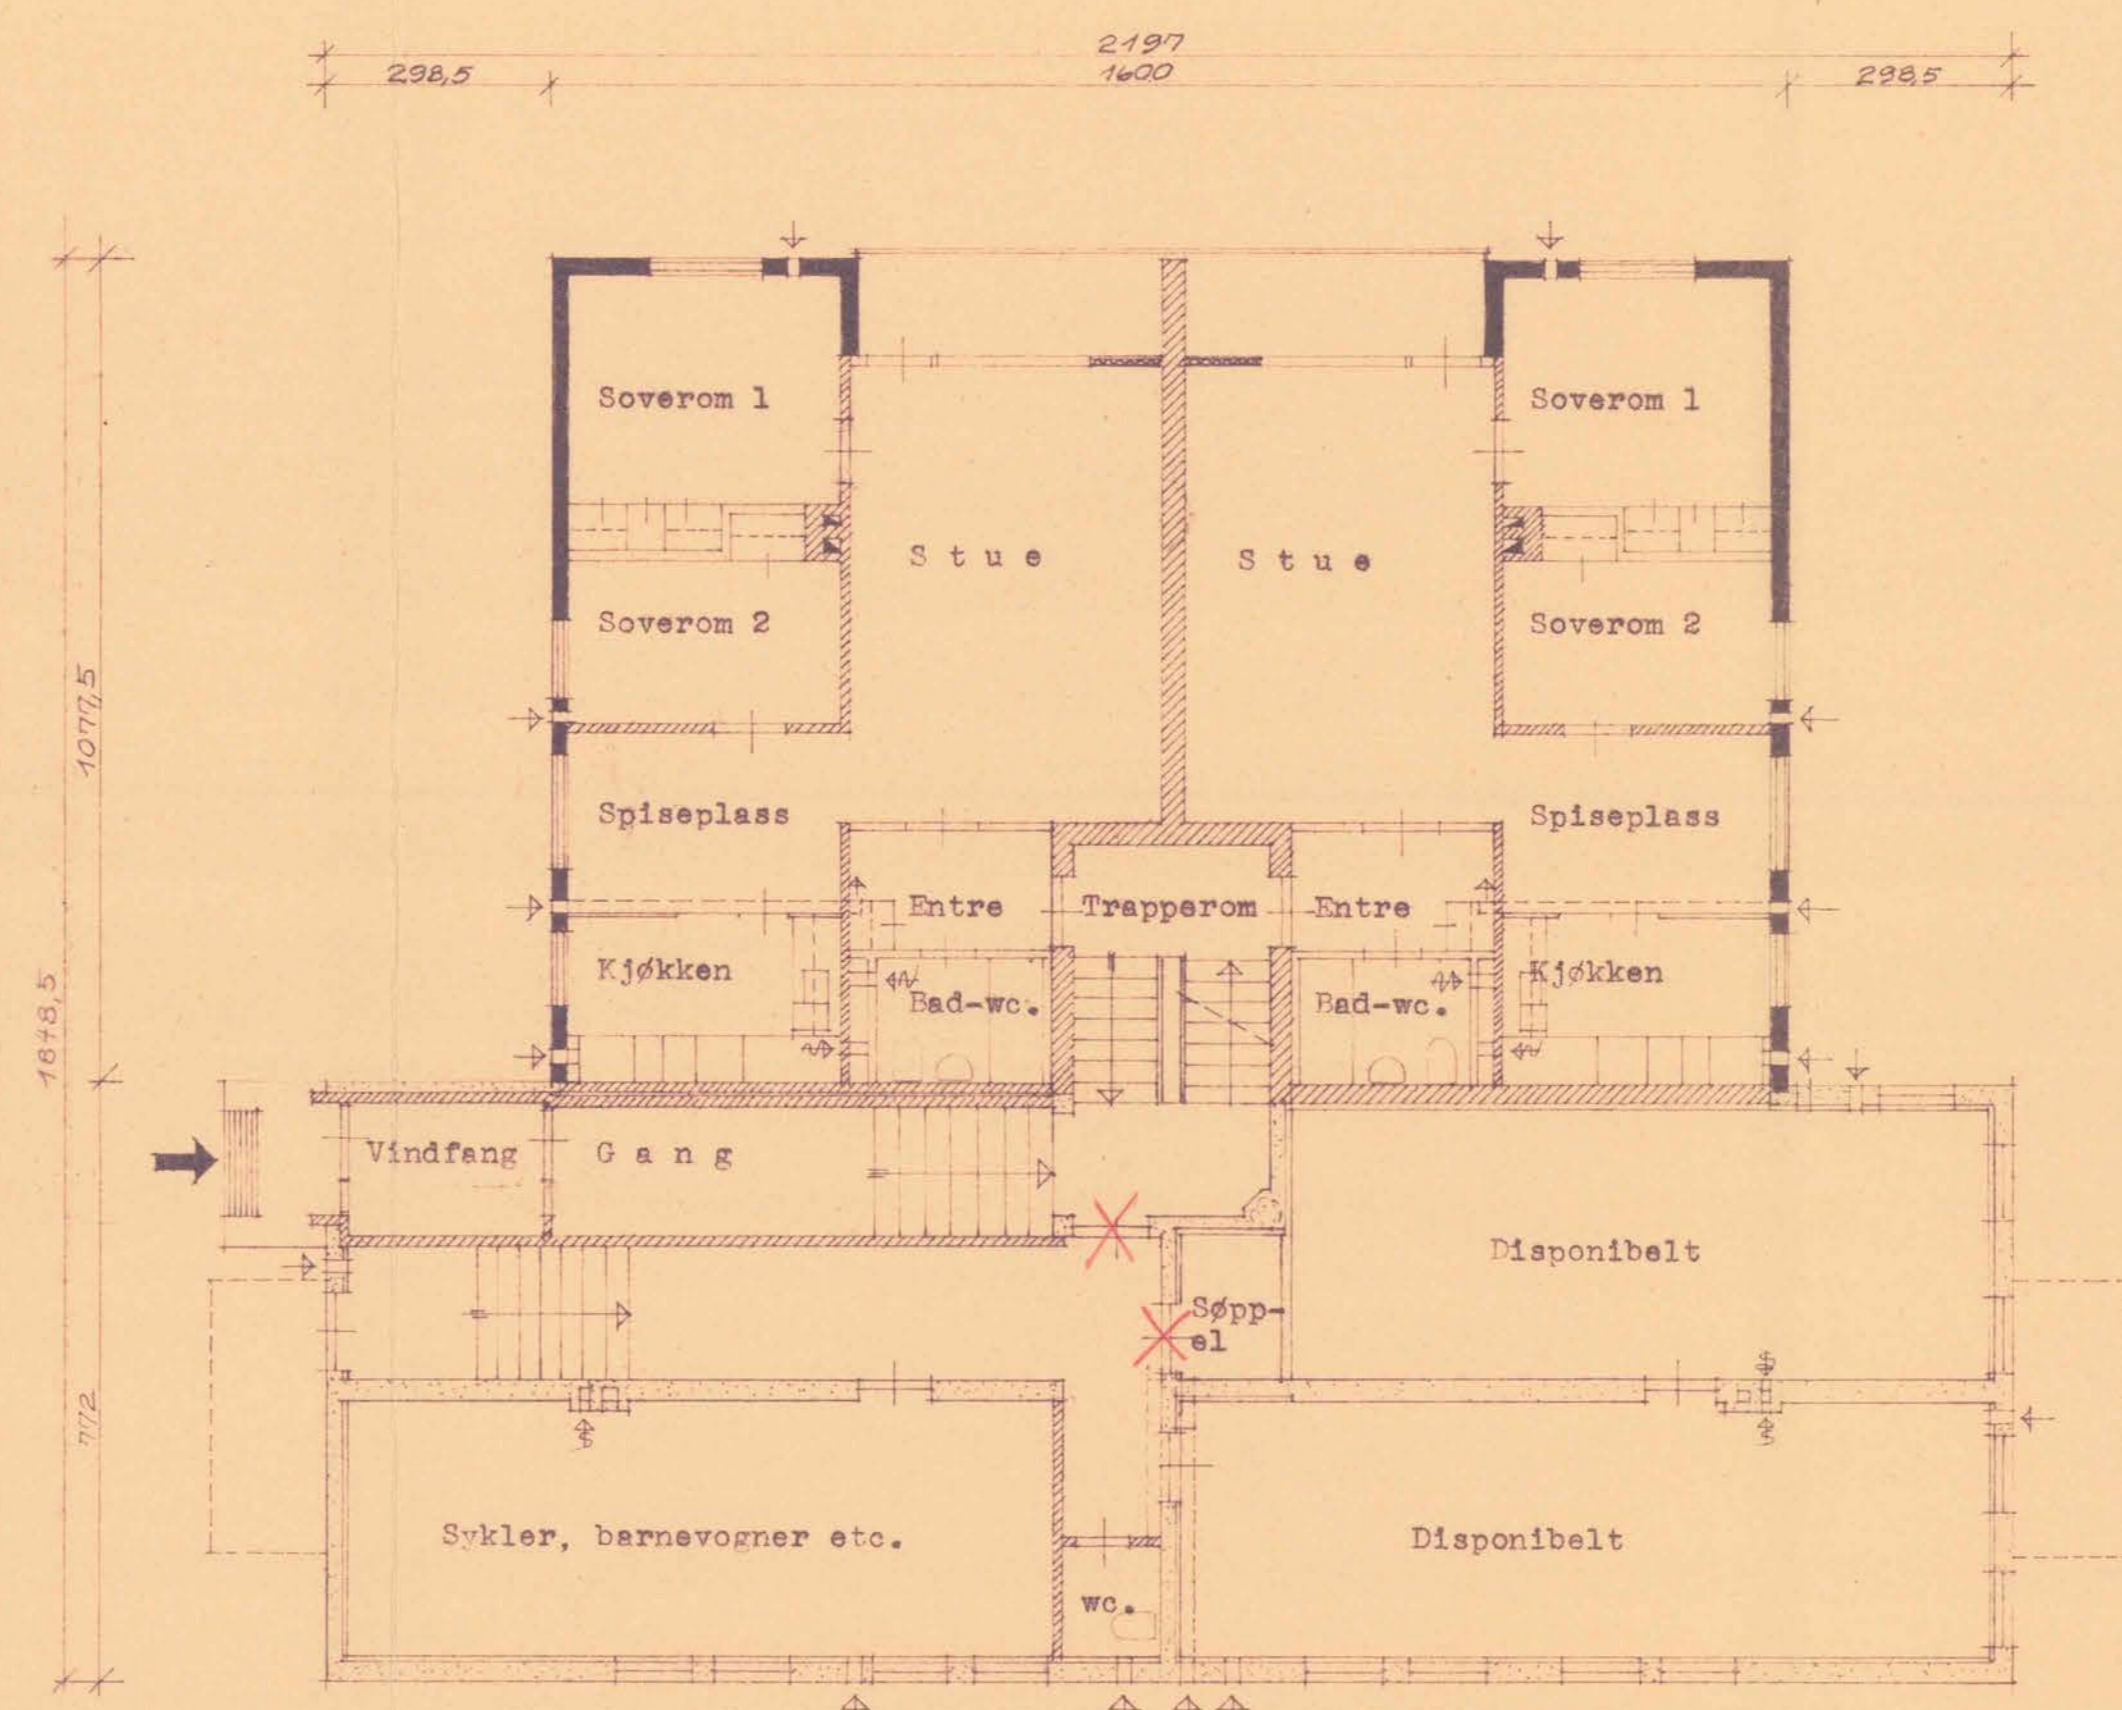 2197
298,5 1600 298,5
Soverom 1 Soverom 1
S t u e S t u e
Soverom 2 Soverom 2
1077,5
Spiseplass Spiseplass
Entre Trapperom Entre
Kjøkken Kjøkken
Bad-wc. Bad-wc.
1848,5
Vindfang G a n g
Disponibelt
Søpp-
el
772
Sykler, barnevogner etc. Disponibelt
wc.